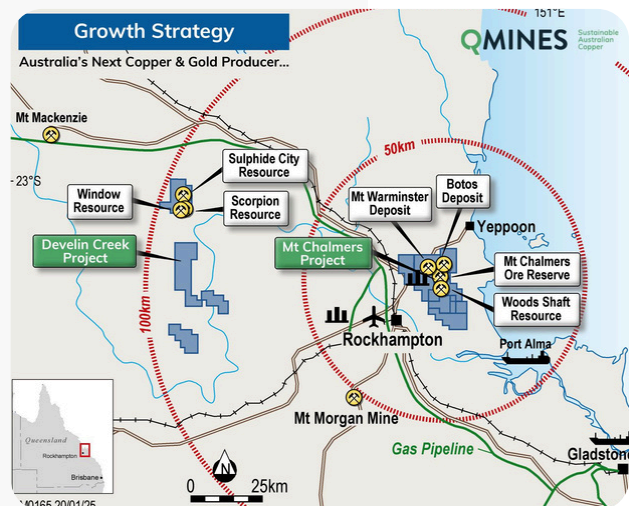 Growth Strategy
Australia's Next Copper & Gold Producer...
151°E
QMINES
Sustainable
Australian
Copper
Mt Mackenzie
23°S
50km
100km
Sulphide City
Resource
Window
Resource
Scorpion
Resource
Develin Creek
Project
Mt Warminster
Deposit
Botos
Deposit
Yeppoon
Mt Chalmers
Project
Mt Chalmers
Ore Reserve
Woods Shaft
Resource
Rockhampton
Port Alma
Mt Morgan Mine
Gas Pipeline
Gladstone
Queensland
Rockhampton
Brisbane
N
0 25km
M0165 20/01/25